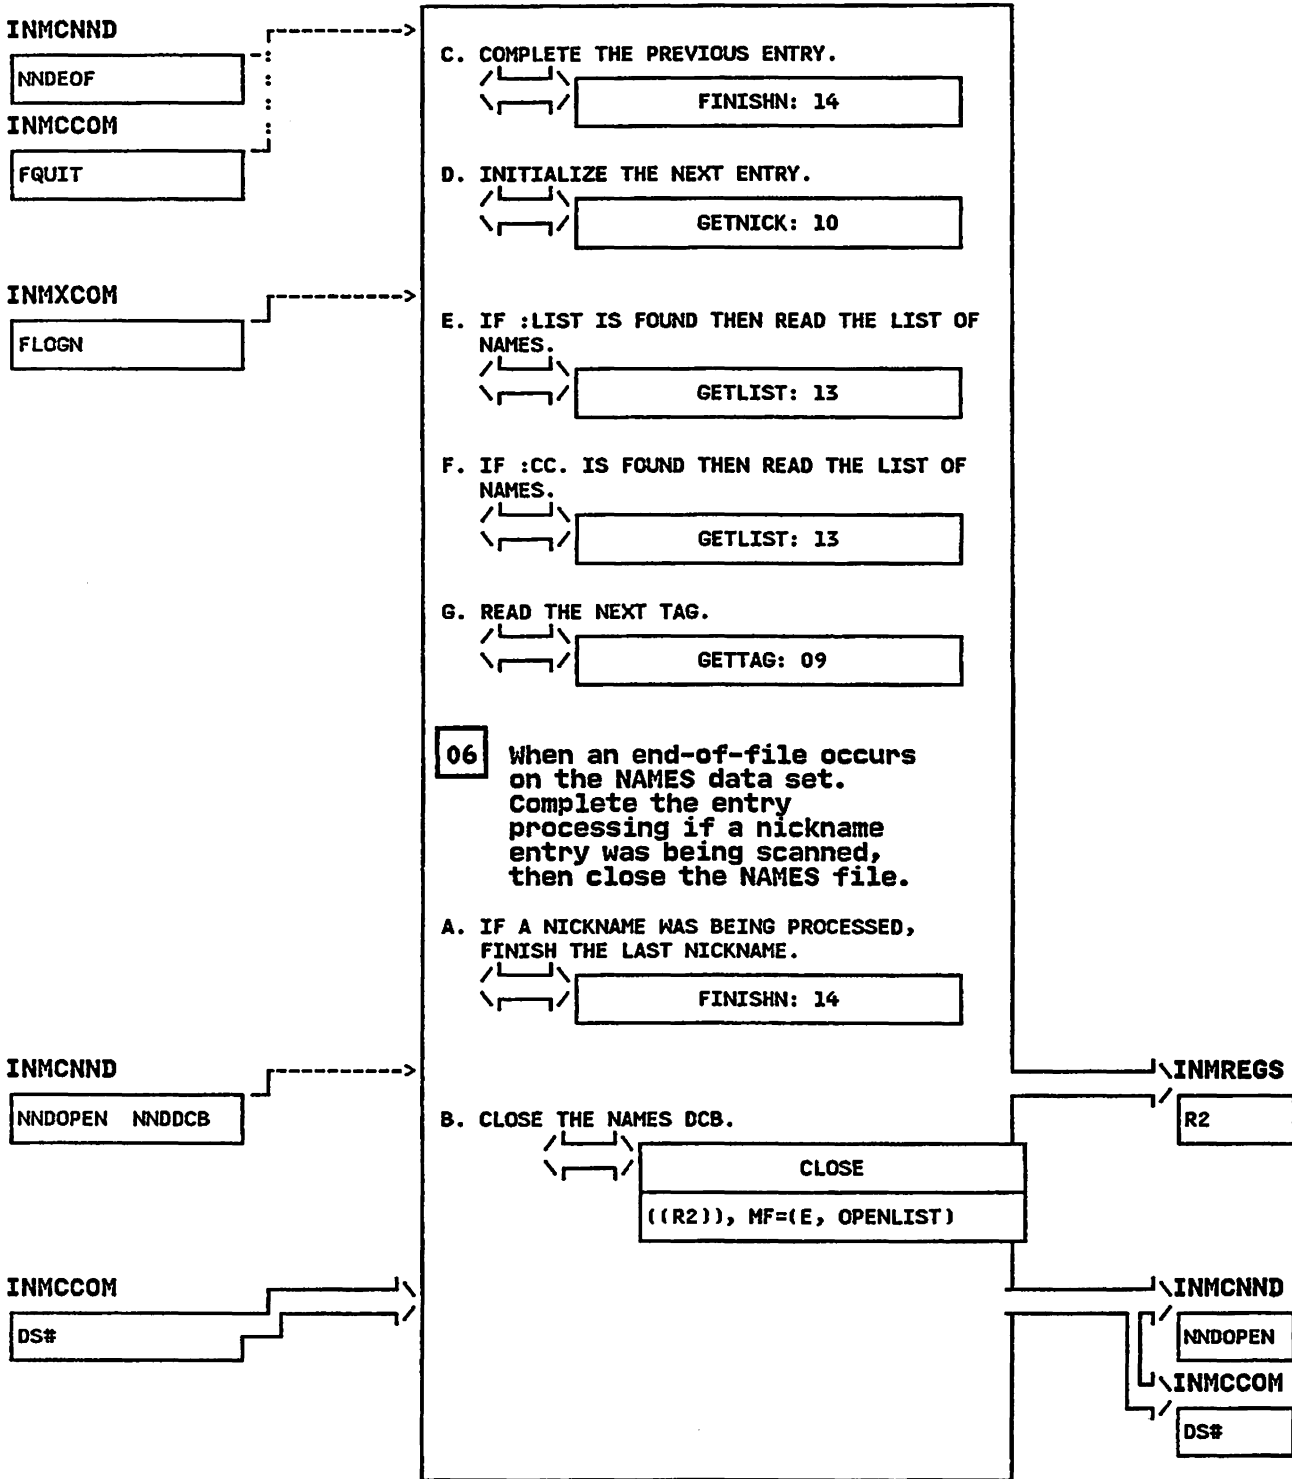 INMCNND
NNDEOF
INMCCOM
FQUIT
C. COMPLETE THE PREVIOUS ENTRY.
FINISHN: 14
D. INITIALIZE THE NEXT ENTRY.
GETNICK: 10
INMXCOM
FLOGN
E. IF :LIST IS FOUND THEN READ THE LIST OF
NAMES.
GETLIST: 13
F. IF :CC. IS FOUND THEN READ THE LIST OF
NAMES.
GETLIST: 13
G. READ THE NEXT TAG.
GETTAG: 09
06 When an end-of-file occurs
on the NAMES data set.
Complete the entry
processing if a nickname
entry was being scanned,
then close the NAMES file.
A. IF A NICKNAME WAS BEING PROCESSED,
FINISH THE LAST NICKNAME.
FINISHN: 14
INMCNND
NNDOPEN NNDDCB
INMREGS
R2
B. CLOSE THE NAMES DCB.
CLOSE
((R2)), MF=(E, OPENLIST)
INMCCOM
DS#
INMCNND
NNDOPEN
INMCCOM
DS#